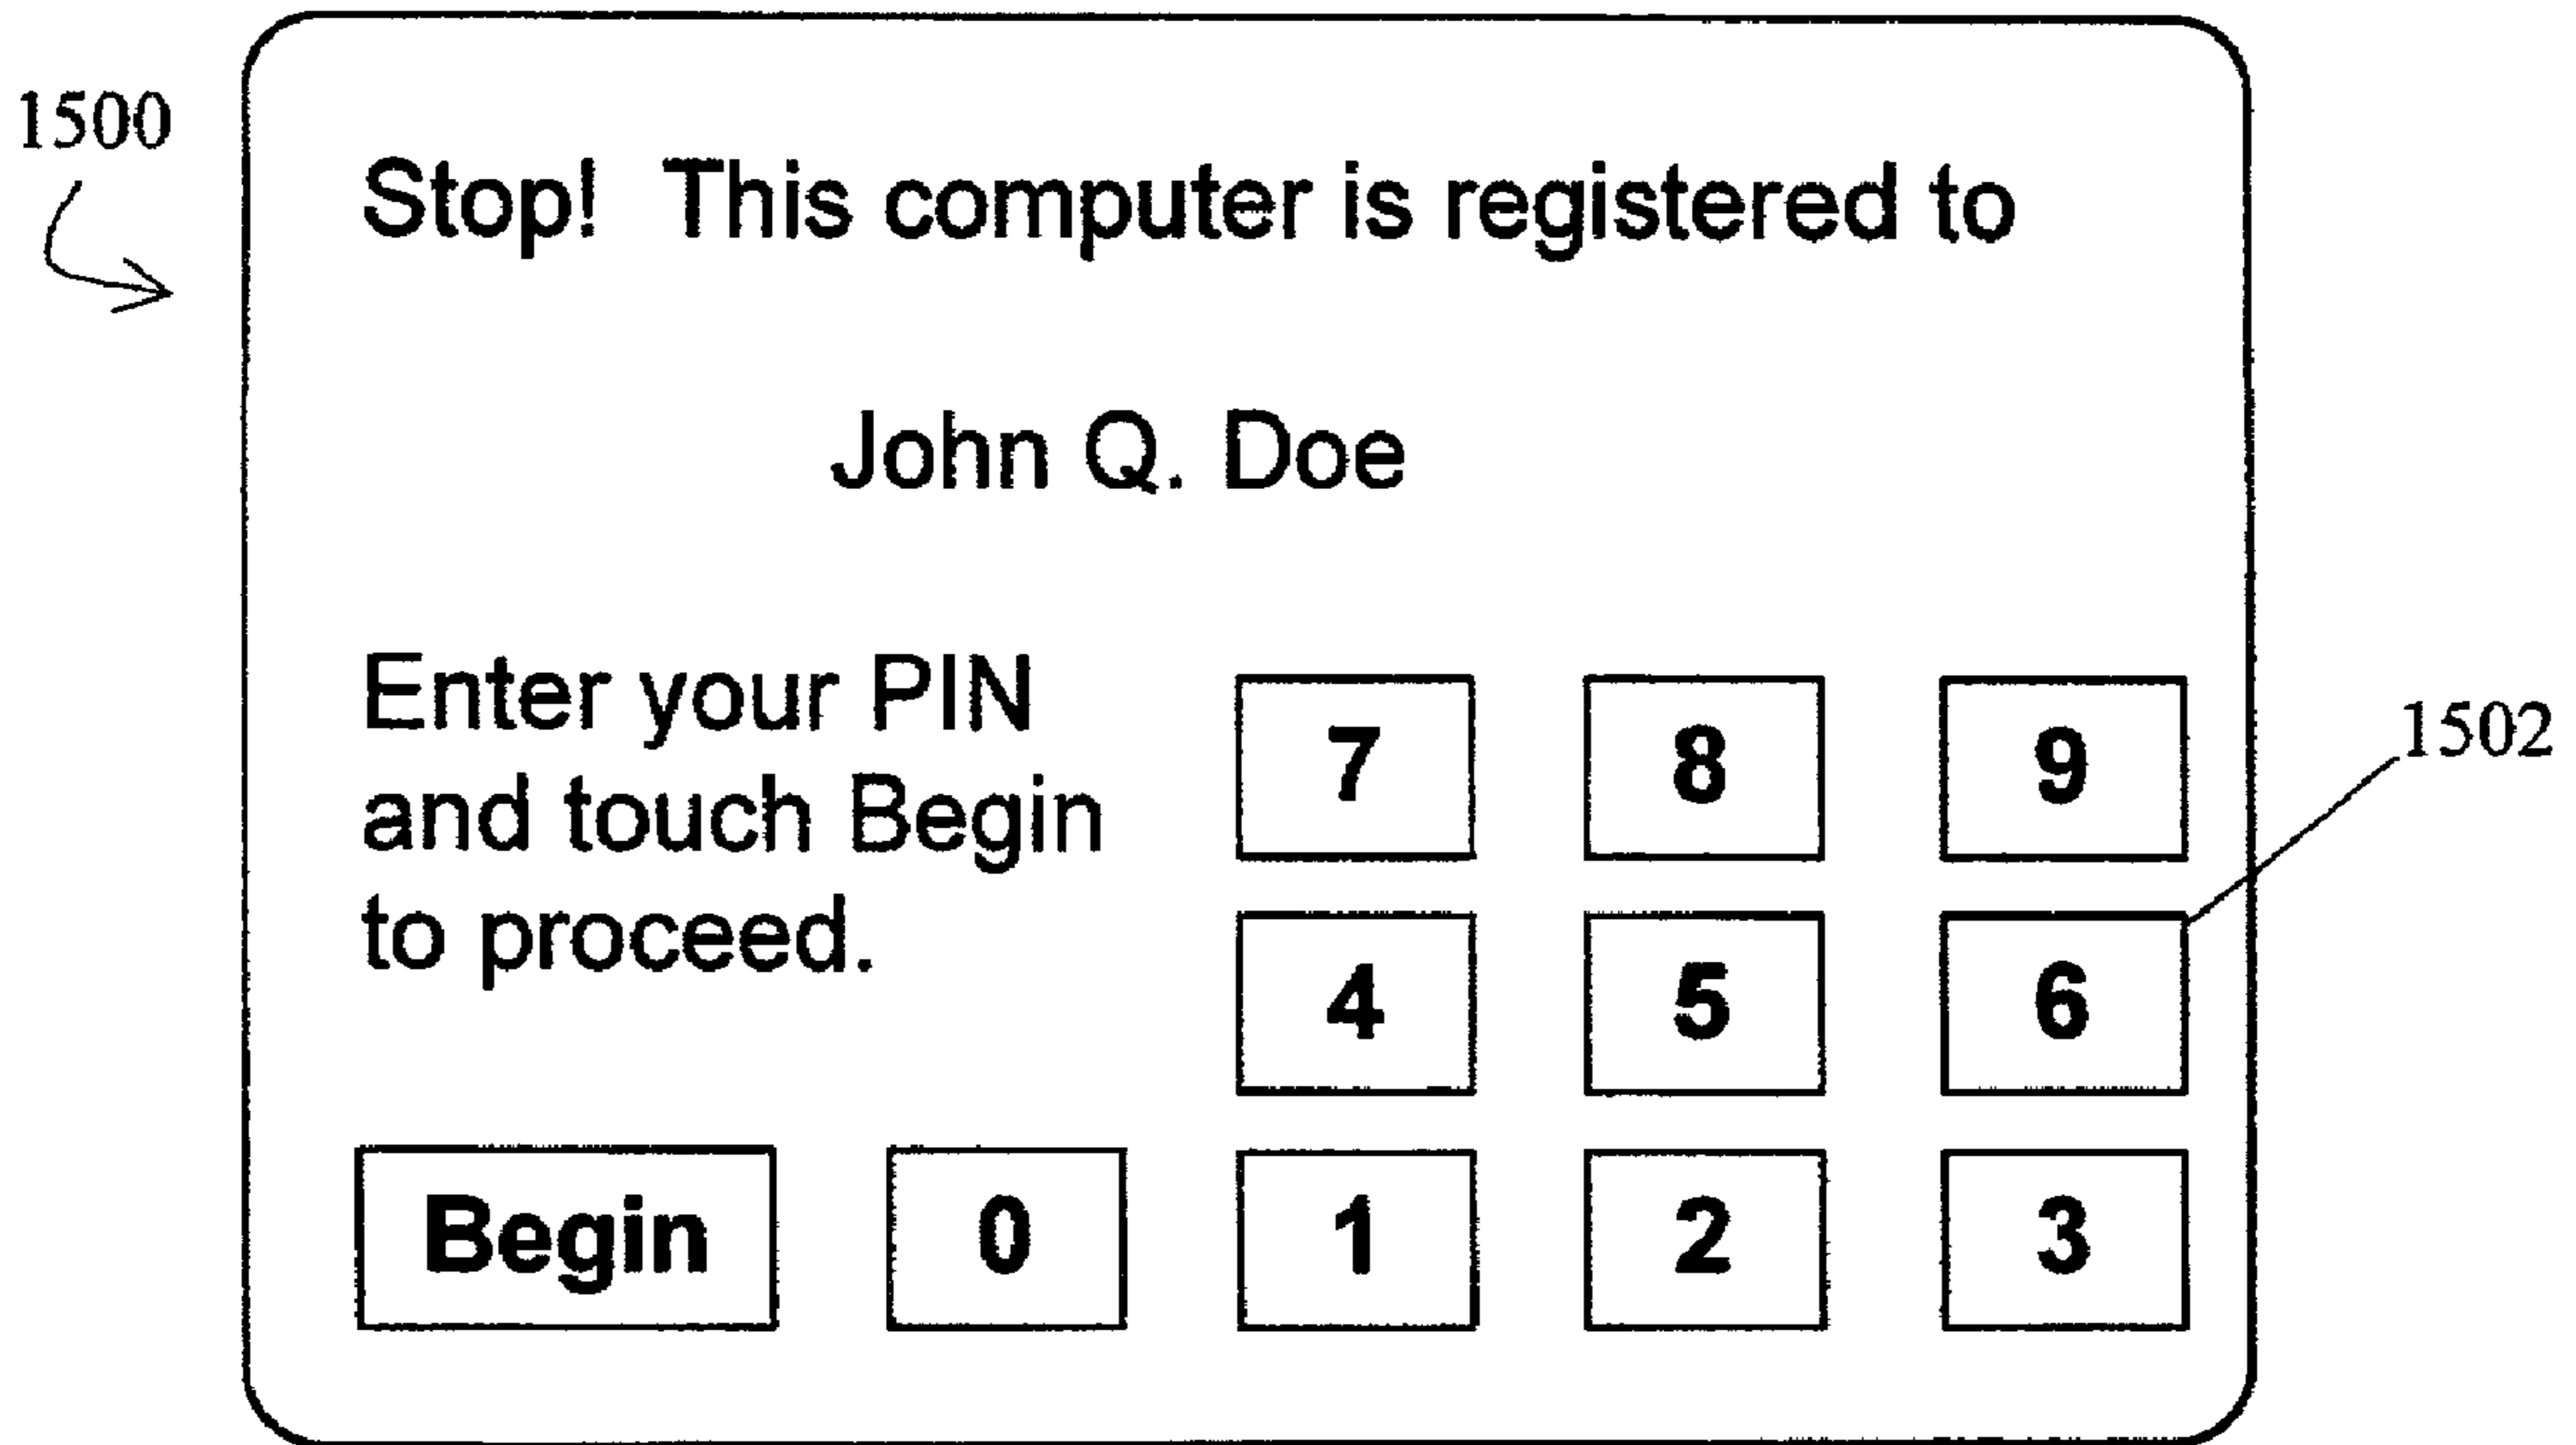 1500
Stop! This computer is registered to
John Q. Doe
Enter your PIN
and touch Begin
to proceed.
7 8 9
1502
4 5 6
Begin 0 1 2 3